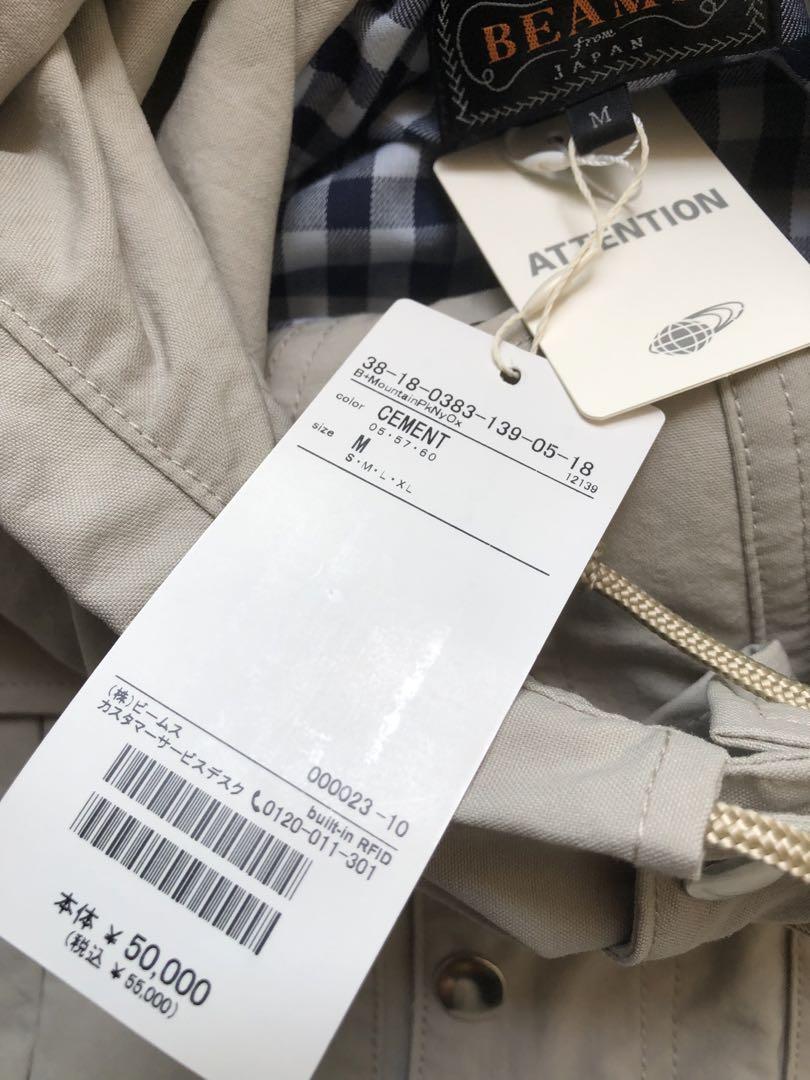 BEAMS
from
JAPAN
M
ATTENTION
38-18-0383-139-05-18
B+MountainPkNyOx
12139
color
CEMENT
05・57・60
size
M
S・M・L・XL
(株)ビームス
カスタマーサービスデスク
0120-011-301
000023-10
built-in RFID
本体 ¥50,000
(税込 ¥55,000)